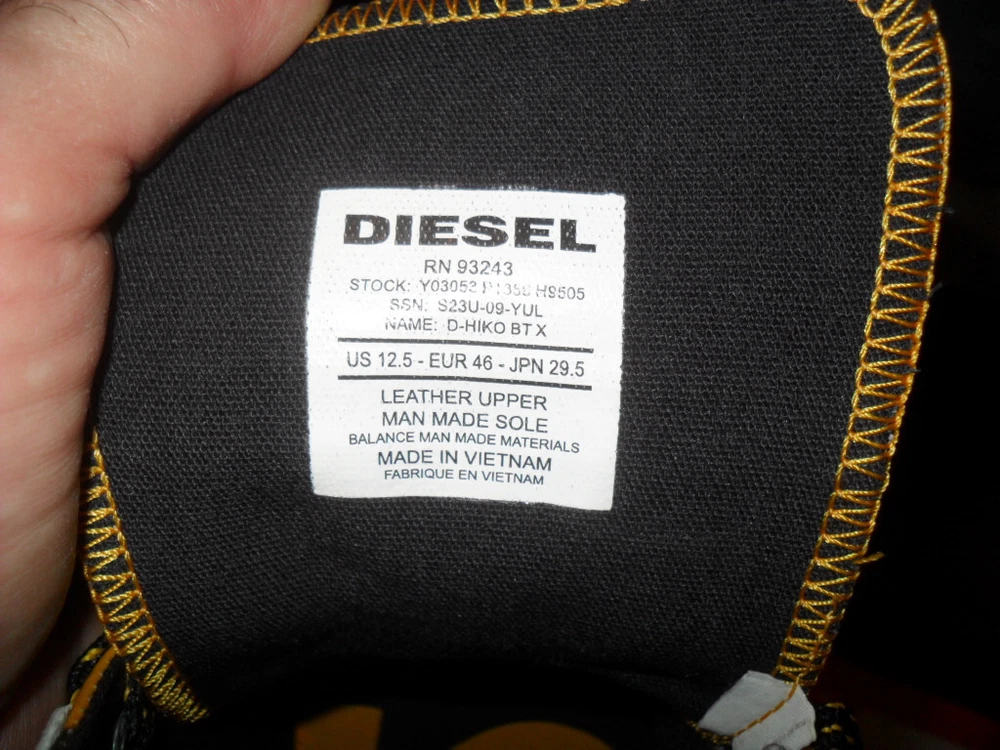 DIESEL
RN 93243
STOCK: Y03053 H9505
SSN: S23U-09-YUL
NAME: D-HIKO BT X
US 12.5 - EUR 46 - JPN 29.5
LEATHER UPPER
MAN MADE SOLE
BALANCE MAN MADE MATERIALS
MADE IN VIETNAM
FABRIQUE EN VIETNAM